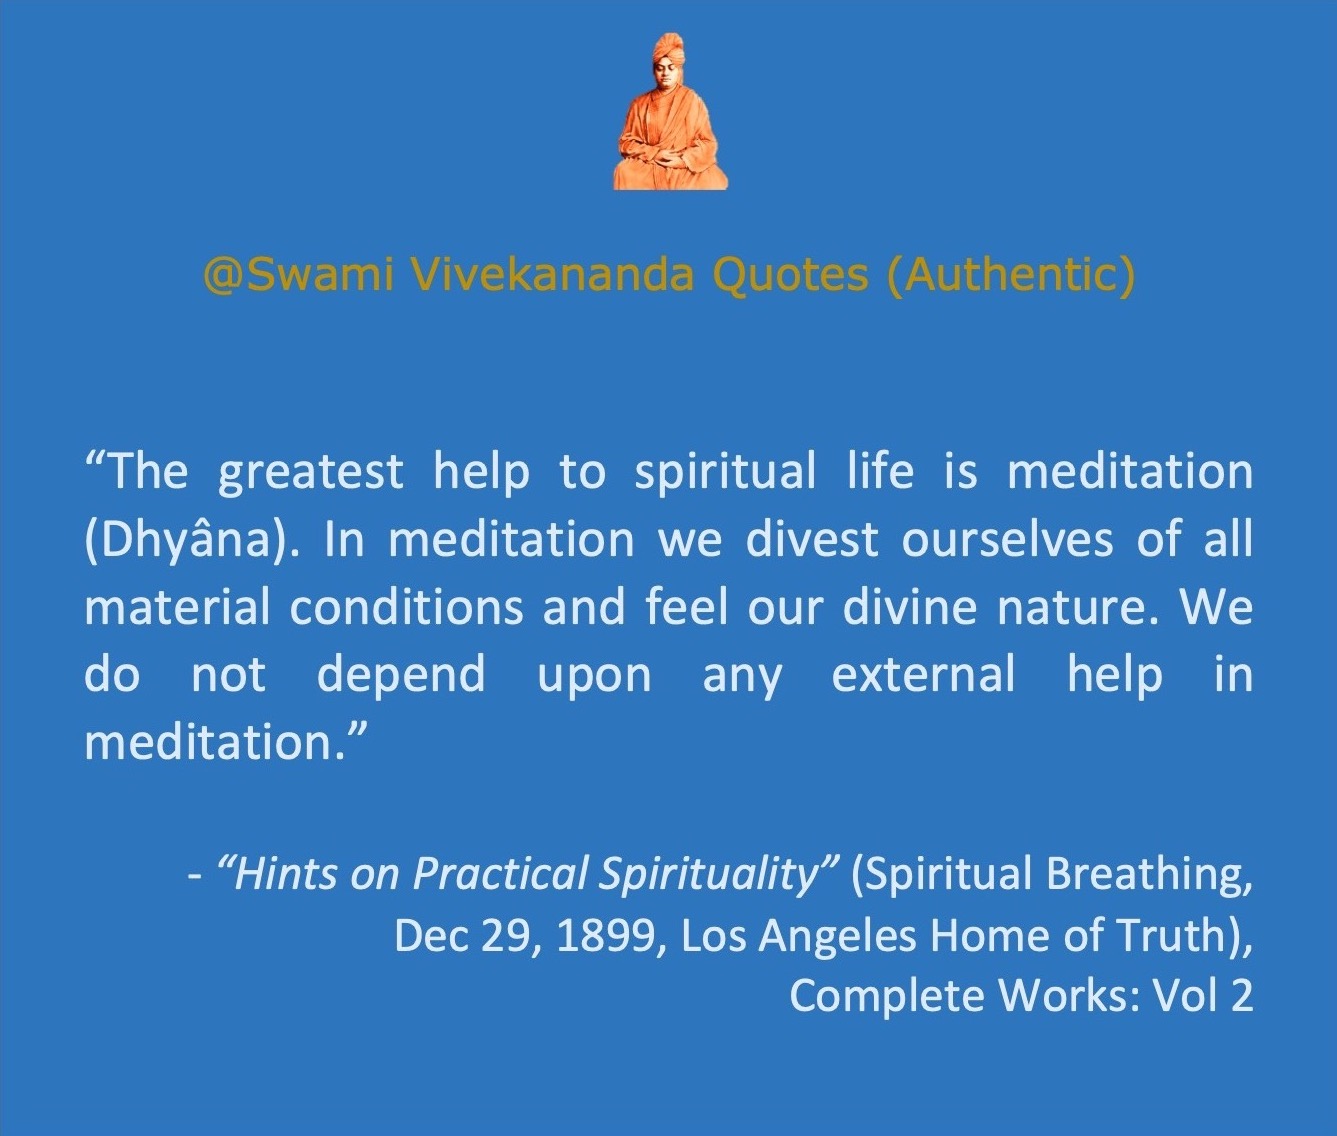 @Swami Vivekananda Quotes (Authentic)
“The greatest help to spiritual life is meditation
(Dhyâna). In meditation we divest ourselves of all
material conditions and feel our divine nature. We
do not depend upon any external help in
meditation.”
- “Hints on Practical Spirituality” (Spiritual Breathing,
Dec 29, 1899, Los Angeles Home of Truth),
Complete Works: Vol 2